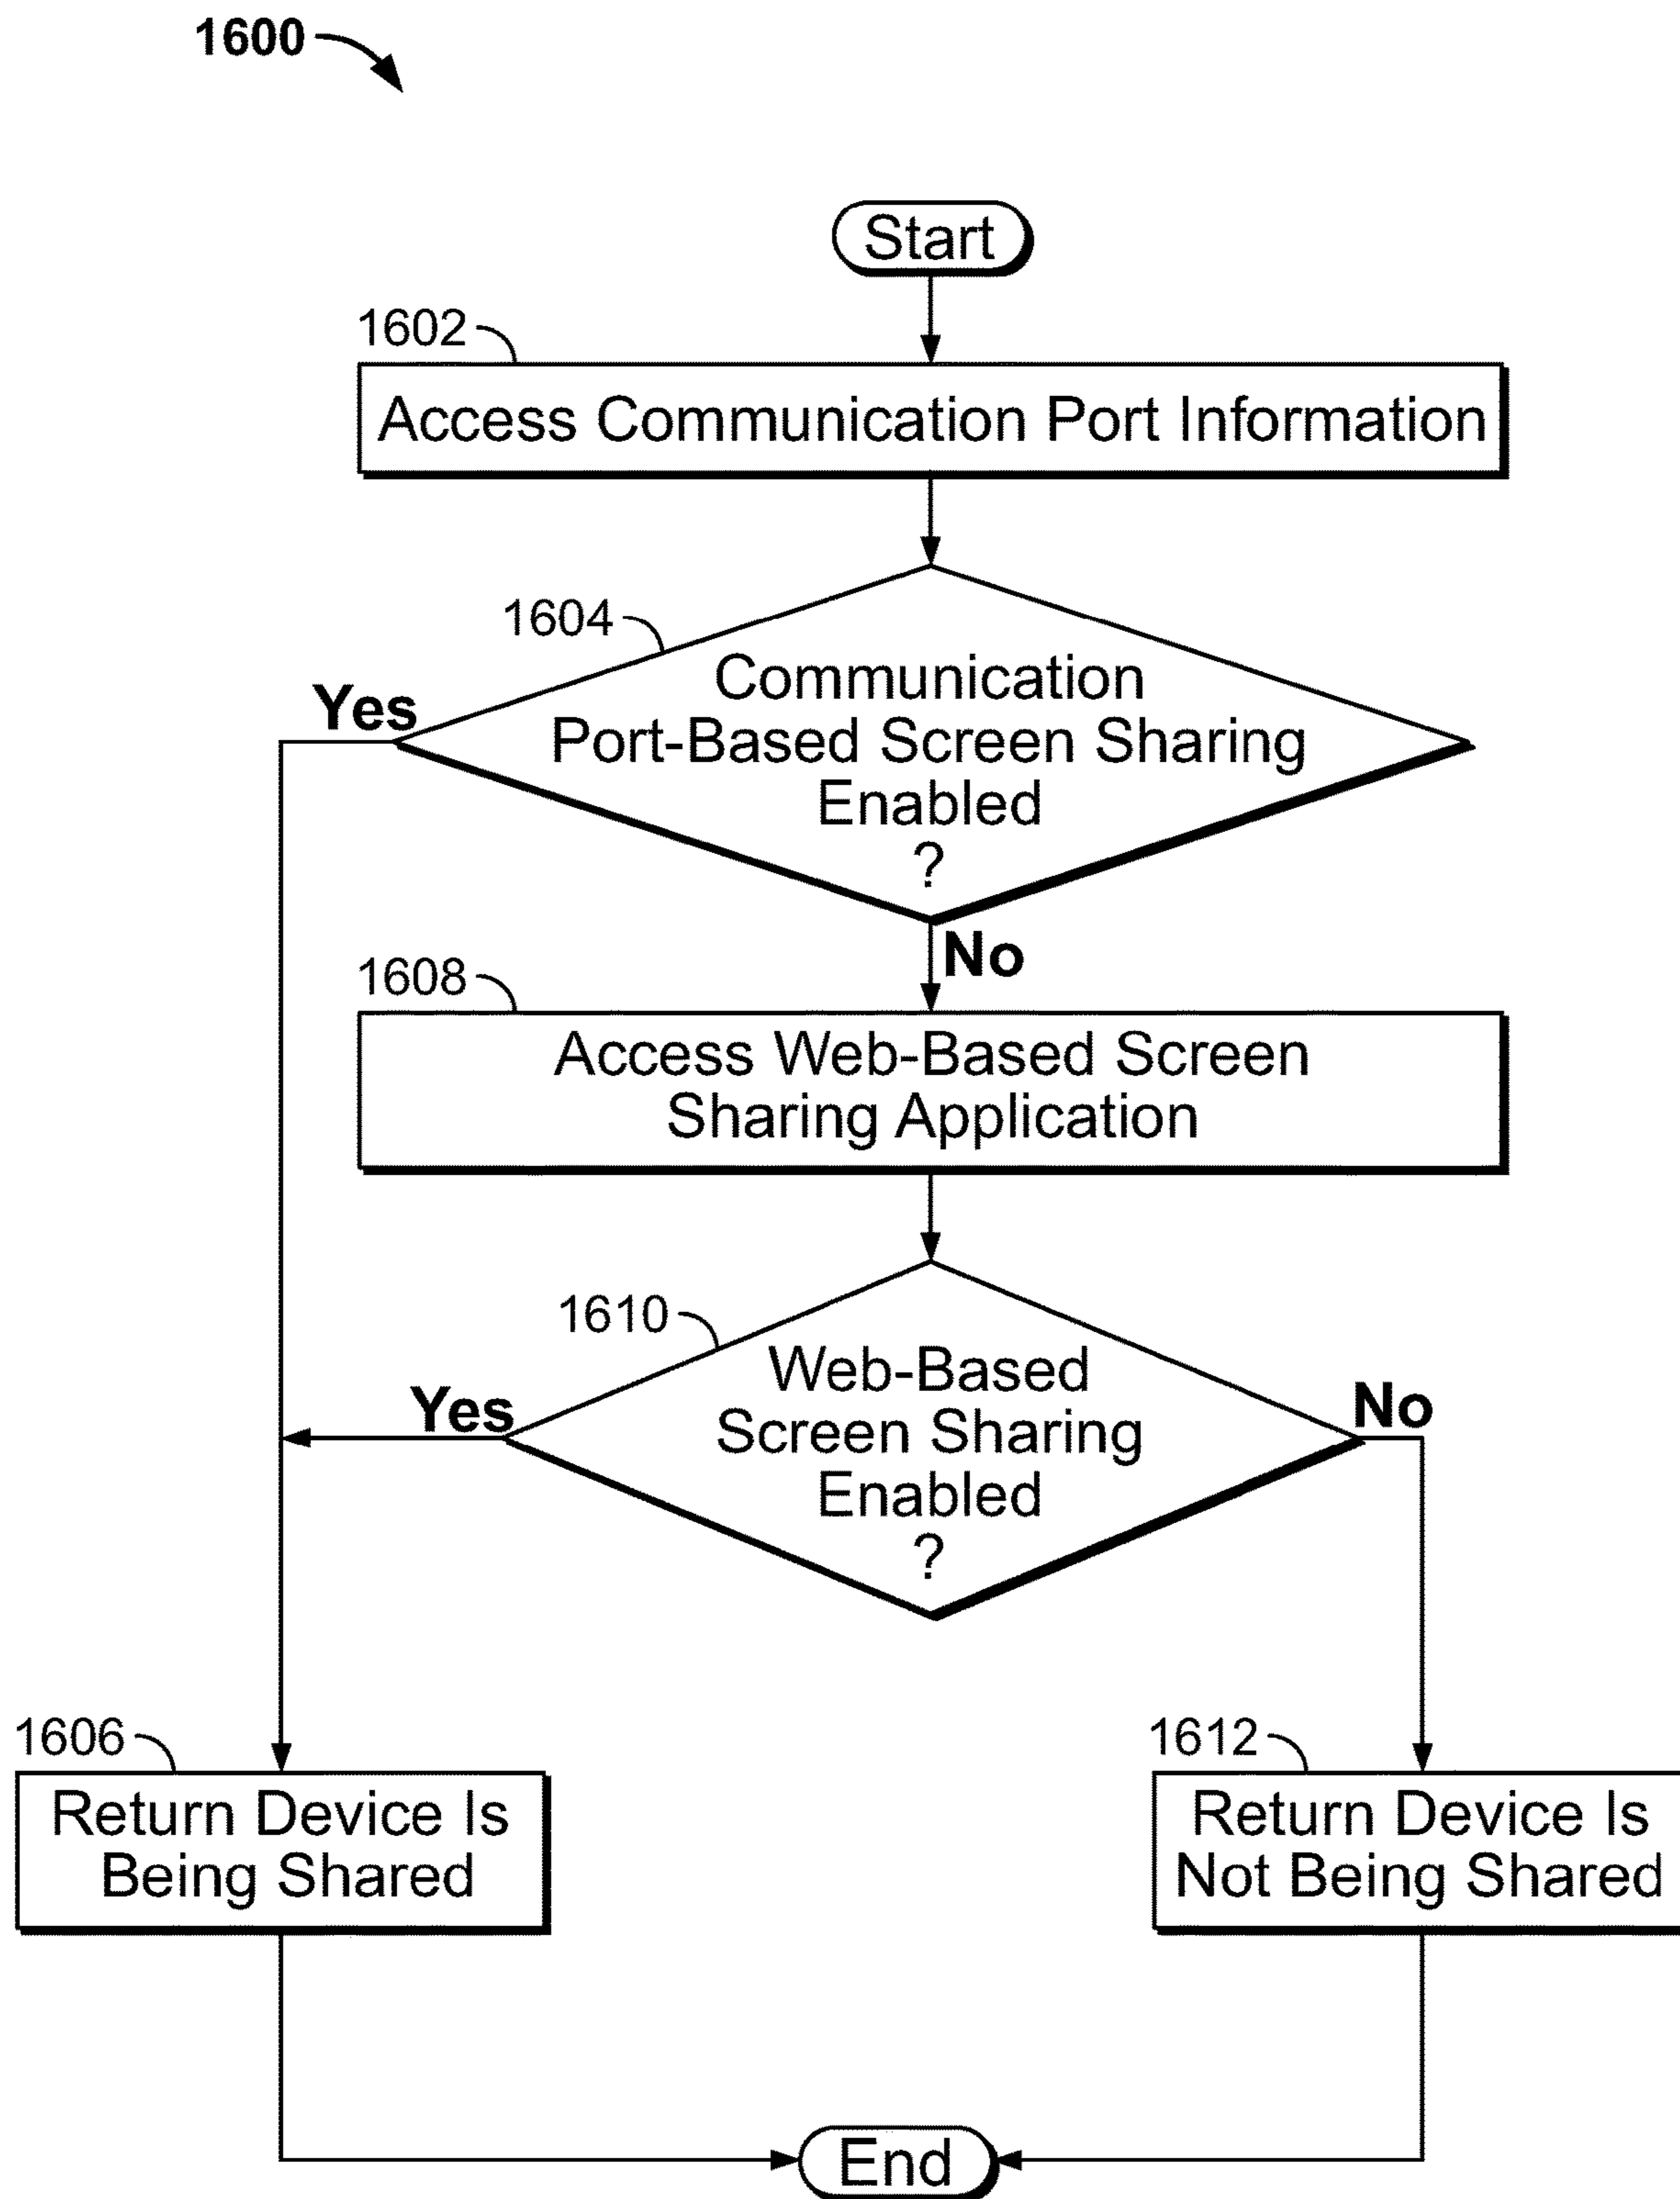 1600
Start
1602
Access Communication Port Information
1604
Communication
Port-Based Screen Sharing
Enabled
?
Yes
No
1608
Access Web-Based Screen
Sharing Application
1610
Web-Based
Screen Sharing
Enabled
?
Yes
No
1606
Return Device Is
Being Shared
1612
Return Device Is
Not Being Shared
End